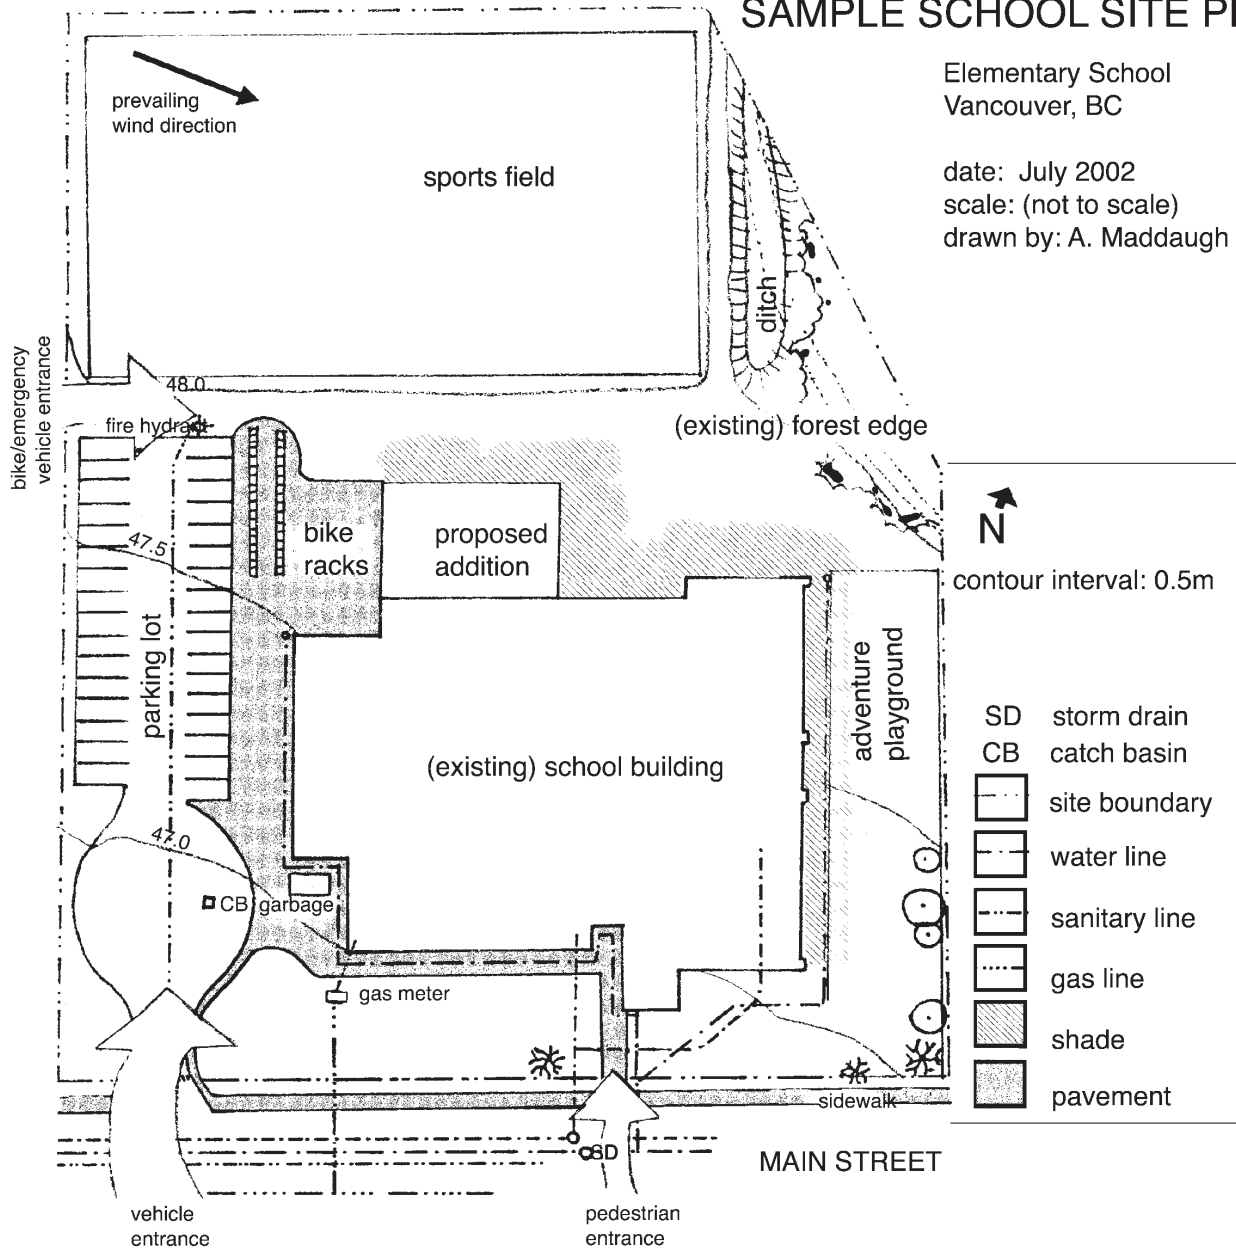 SAMPLE SCHOOL SITE
Elementary School
Vancouver, BC
date: July 2002
scale: (not to scale)
drawn by: A. Maddaugh
prevailing
wind direction
sports field
ditch
bike/emergency
vehicle entrance
48.0
fire hydrant
(existing) forest edge
N
contour interval: 0.5m
47.5
bike
racks
proposed
addition
parking lot
adventure
playground
(existing) school building
47.0
CB
garbage
gas meter
SD storm drain
CB catch basin
site boundary
water line
sanitary line
gas line
shade
pavement
sidewalk
SD
MAIN STREET
vehicle
entrance
pedestrian
entrance